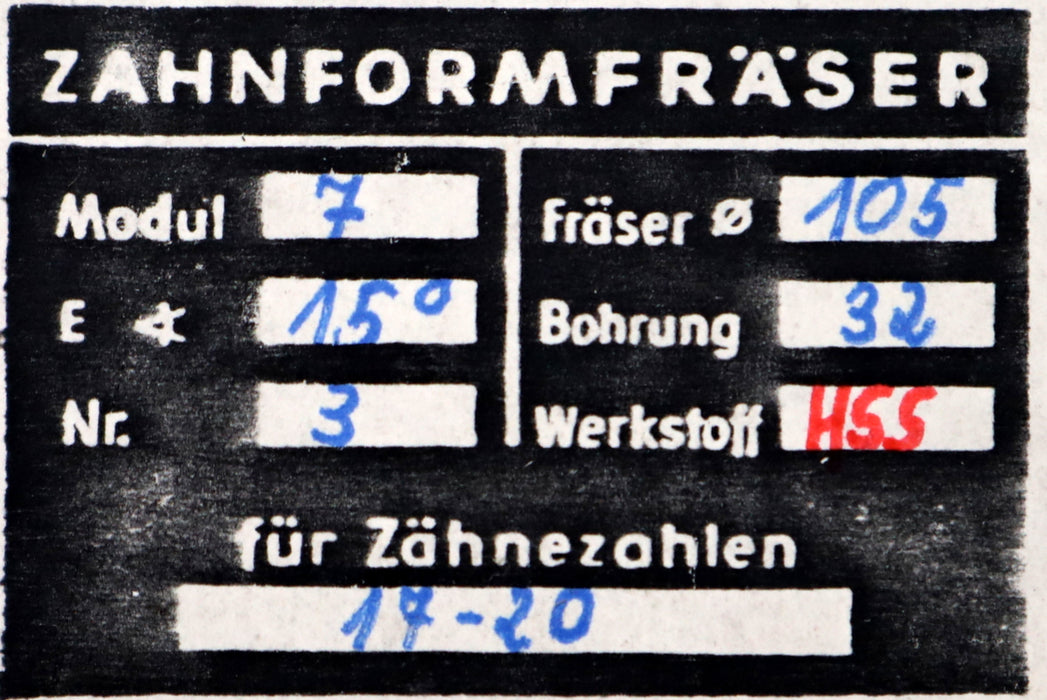 ZAHNFORMFRÄSER
Modul 7
E ∢ 15°
Nr. 3
Fräser ⌀ 105
Bohrung 32
Werkstoff HSS
für Zähnezahlen
17-20